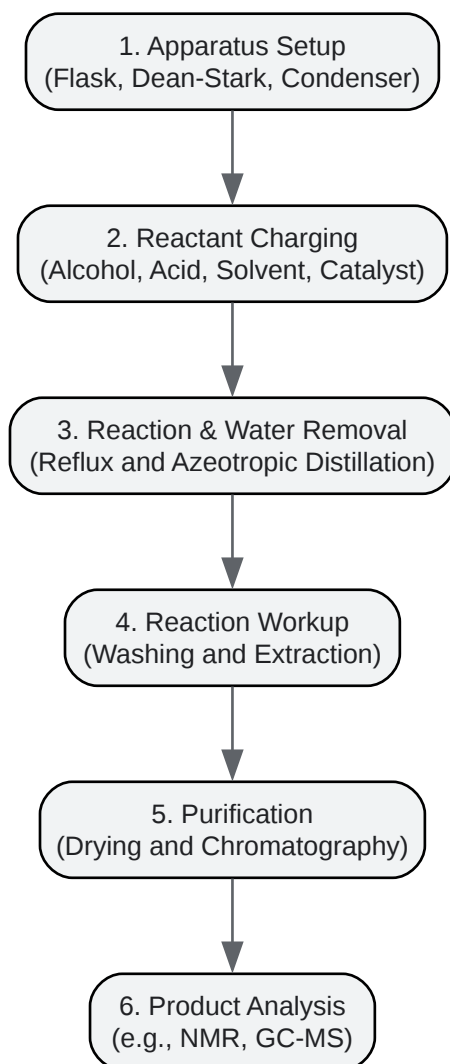 1. Apparatus Setup
(Flask, Dean-Stark, Condenser)
2. Reactant Charging
(Alcohol, Acid, Solvent, Catalyst)
3. Reaction & Water Removal
(Reflux and Azeotropic Distillation)
4. Reaction Workup
(Washing and Extraction)
5. Purification
(Drying and Chromatography)
6. Product Analysis
(e.g., NMR, GC-MS)